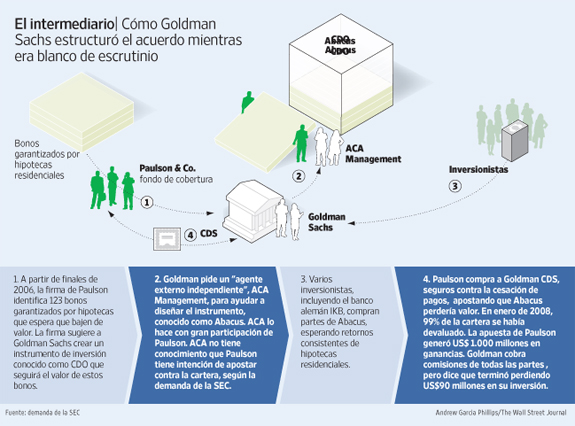 El intermediario| Cómo Goldman
Sachs estructuró el acuerdo mientras
era blanco de escrutinio
CDO
Abacus
Abacus
CDO
Bonos
garantizados por
hipotecas
residenciales
Paulson & Co.
fondo de cobertura
1
2
ACA
Management
Inversionistas
3
4
CDS
Goldman
Sachs
1. A partir de finales de
2006, la firma de Paulson
identifica 123 bonos
garantizados por hipotecas
que espera que bajen de
valor. La firma sugiere a
Goldman Sachs crear un
instrumento de inversión
conocido como CDO que
seguirá el valor de estos
bonos.
2. Goldman pide un "agente
externo independiente", ACA
Management, para ayudar a
diseñar el instrumento,
conocido como Abacus. ACA lo
hace con gran participación de
Paulson. ACA no tiene
conocimiento que Paulson
tiene intención de apostar
contra la cartera, según la
demanda de la SEC.
3. Varios
inversionistas,
incluyendo el banco
alemán IKB, compran
partes de Abacus,
esperando retornos
consistentes de
hipotecas
residenciales.
4. Paulson compra a Goldman CDS,
seguros contra la cesación de
pagos, apostando que Abacus
perdería valor. En enero de 2008,
99% de la cartera se había
devaluado. La apuesta de Paulson
generó US$ 1.000 millones en
ganancias. Goldman cobra
comisiones de todas las partes ,
pero dice que terminó perdiendo
US$90 millones en su inversión.
Fuente: demanda de la SEC
Andrew Garcia Phillips/The Wall Street Journal